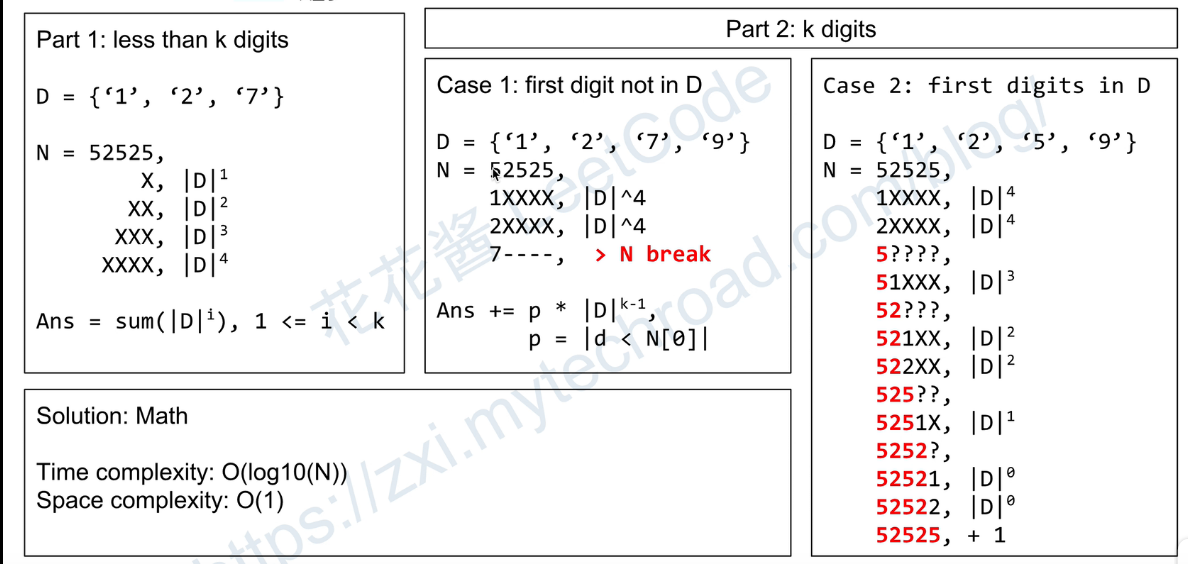 Part 1: less than k digits
D = {‘1’, ‘2’, ‘7’}
N = 52525,
X, |D|¹
XX, |D|²
XXX, |D|³
XXXX, |D|⁴
Ans = sum(|D|ⁱ), 1 <= i < k
Part 2: k digits
Case 1: first digit not in D
D = {‘1’, ‘2’, ‘7’, ‘9’}
N = 52525,
1XXXX, |D|^4
2XXXX, |D|^4
7----, > N break
Ans += p * |D|ᵏ⁻¹,
p = |d < N[0]|
Case 2: first digits in D
D = {‘1’, ‘2’, ‘5’, ‘9’}
N = 52525,
1XXXX, |D|⁴
2XXXX, |D|⁴
5????,
51XXX, |D|³
52???,
521XX, |D|²
522XX, |D|²
525??,
5251X, |D|¹
5252?,
52521, |D|⁰
52522, |D|⁰
52525, + 1
Solution: Math
Time complexity: O(log10(N))
Space complexity: O(1)
花花酱 LeetCode
https://zxi.mytechroad.com/blog/